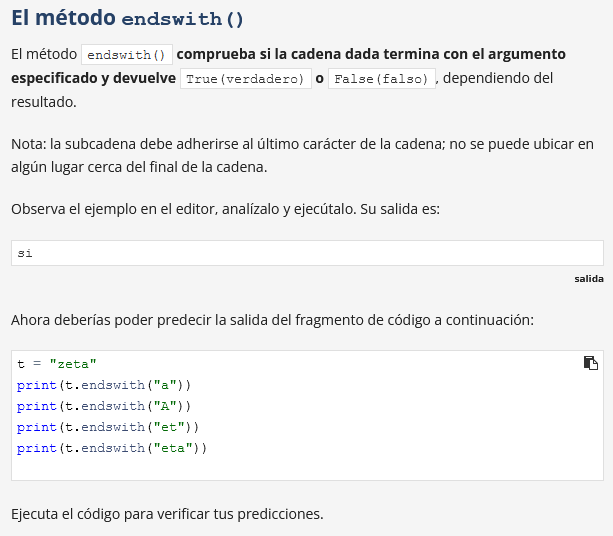 El método endswith()
El método endswith() comprueba si la cadena dada termina con el argumento
especificado y devuelve True(verdadero) o False(falso), dependiendo del
resultado.
Nota: la subcadena debe adherirse al último carácter de la cadena; no se puede ubicar en
algún lugar cerca del final de la cadena.
Observa el ejemplo en el editor, analízalo y ejecútalo. Su salida es:
si
salida
Ahora deberías poder predecir la salida del fragmento de código a continuación:
t = "zeta"
print(t.endswith("a"))
print(t.endswith("A"))
print(t.endswith("et"))
print(t.endswith("eta"))
Ejecuta el código para verificar tus predicciones.